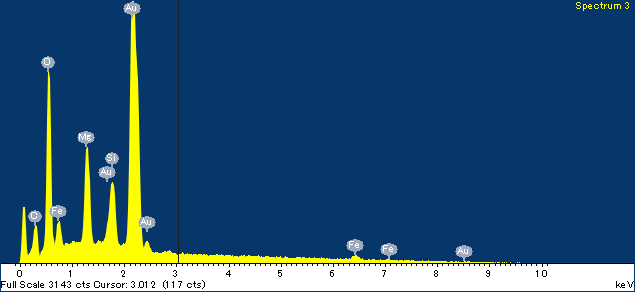 Spectrum 3
Au
O
Mg
Si
Au
Fe
C
Au
Fe
Fe
Au
0 1 2 3 4 5 6 7 8 9 10
Full Scale 3143 cts Cursor: 3.012 (117 cts) keV